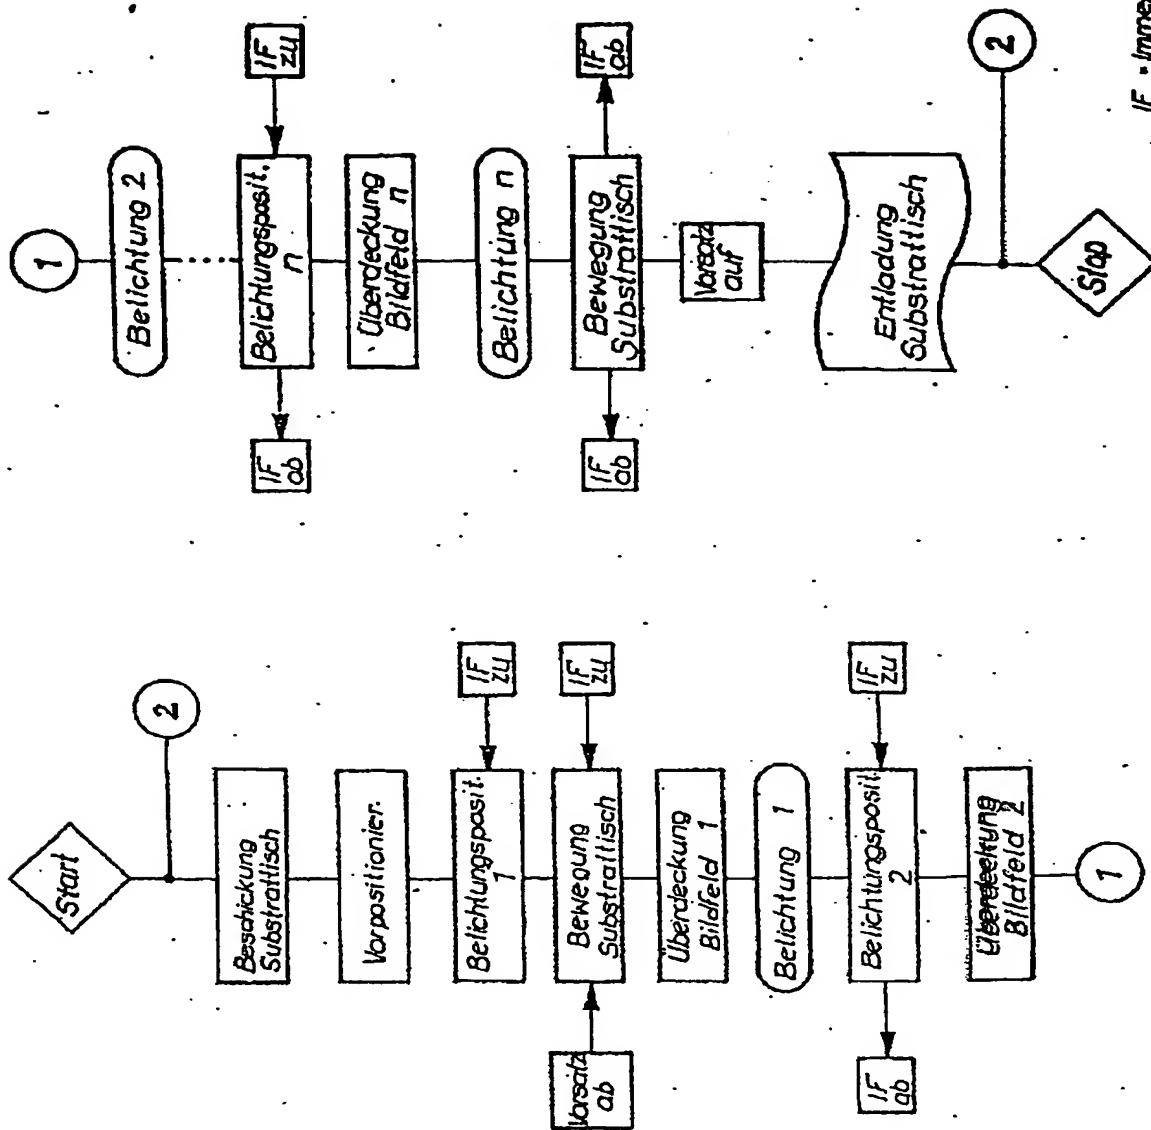 Start
2
Beschickung
Substrattisch
Vorpositionier.
Belichtungsposit.
1
IF
zu
Vorsatz
ab
Bewegung
Substrattisch
IF
zu
Überdeckung
Bildfeld 1
Belichtung 1
IF
ab
Belichtungsposit.
2
IF
zu
Überdeckung
Bildfeld 2
1
1
Belichtung 2
IF
ab
Belichtungsposit.
n
IF
zu
Überdeckung
Bildfeld n
Belichtung n
IF
ab
Bewegung
Substrattisch
IF
ab
Vorsatz
auf
Entladung
Substrattisch
2
Stop
IF =